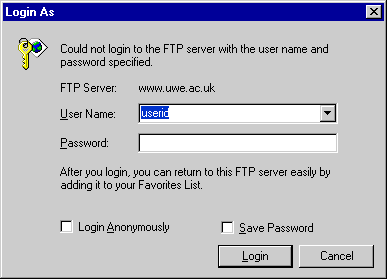 Login As
Could not login to the FTP server with the user name and
password specified.
FTP Server: www.uwe.ac.uk
User Name: userid
Password:
After you login, you can return to this FTP server easily by
adding it to your Favorites List.
Login Anonymously Save Password
Login Cancel